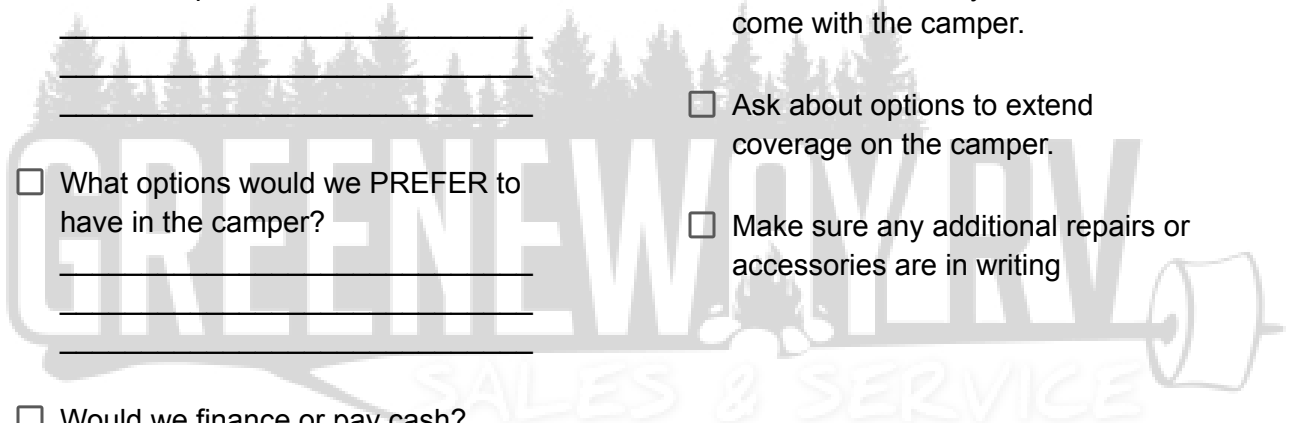 What options would we PREFER to
have in the camper?
Would we finance or pay cash?
come with the camper.
Ask about options to extend
coverage on the camper.
Make sure any additional repairs or
accessories are in writing
GREENEWAY RV
SALES & SERVICE